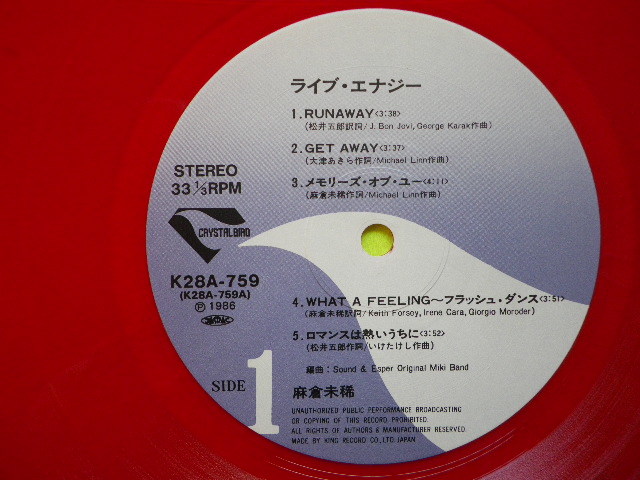 ライブ・エナジー
1. RUNAWAY<3:38>
(松井五郎訳詞/J. Bon Jovi, George Karak作曲)
2. GET AWAY<3:37>
(大津あきら作詞/Michael Linn作曲)
3. メモリーズ・オブ・ユー<4:11>
(麻倉未稀作詞/Michael Linn作曲)
STEREO
33 1/3 RPM
CRYSTALBIRD
K28A-759
(K28A-759A)
Ⓟ 1986
4. WHAT A FEELING〜フラッシュ・ダンス<3:51>
(麻倉未稀訳詞/Keith Forsoy, Irene Cara, Giorgio Moroder)
5. ロマンスは熱いうちに<3:52>
(松井五郎作詞/いけたけし作曲)
編曲：Sound & Esper Original Miki Band
SIDE 1
麻倉未稀
UNAUTHORIZED PUBLIC PERFORMANCE BROADCASTING
OR COPYING OF THIS RECORD PROHIBITED.
ALL RIGHTS OF AUTHORS & MANUFACTURER RESERVED.
MADE BY KING RECORD CO., LTD. JAPAN